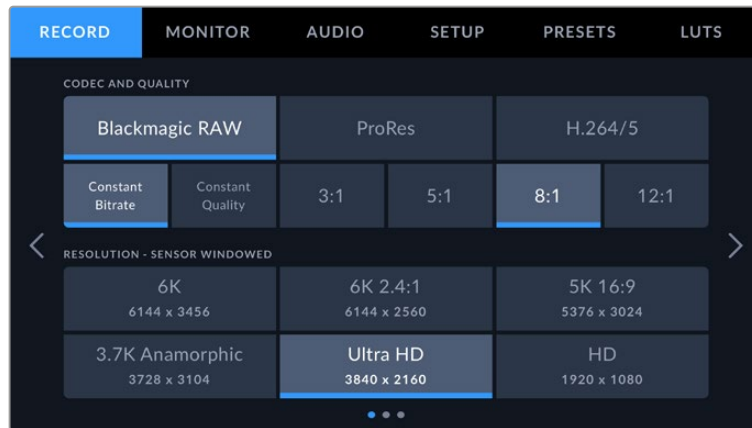 RECORD MONITOR AUDIO SETUP PRESETS LUTS
CODEC AND QUALITY
Blackmagic RAW ProRes H.264/5
Constant Bitrate Constant Quality 3:1 5:1 8:1 12:1
RESOLUTION - SENSOR WINDOWED
6K 6K 2.4:1 5K 16:9
6144 x 3456 6144 x 2560 5376 x 3024
3.7K Anamorphic Ultra HD HD
3728 x 3104 3840 x 2160 1920 x 1080